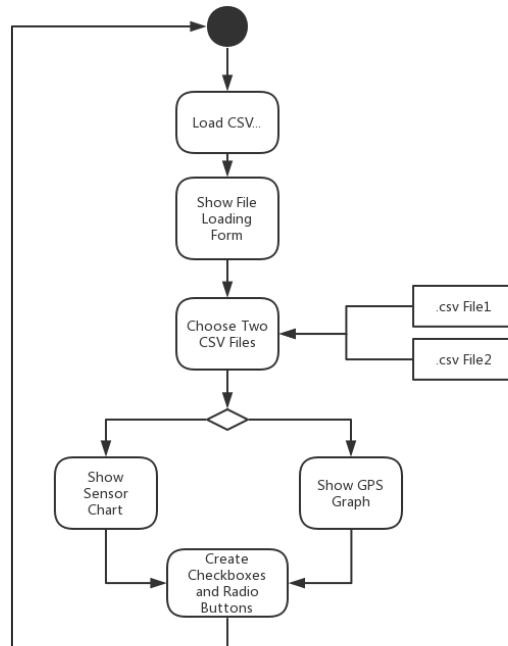 Load CSV...
Show File
Loading
Form
Choose Two
CSV Files
.csv File1
.csv File2
Show
Sensor
Chart
Show GPS
Graph
Create
Checkboxes
and Radio
Buttons